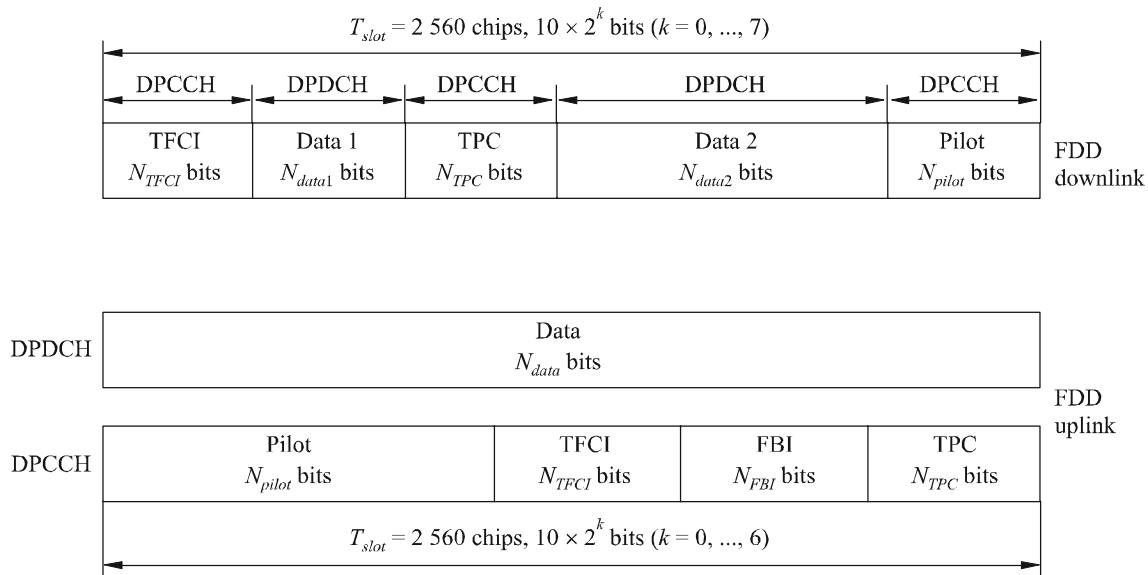 T_slot = 2 560 chips, 10 × 2^k bits (k = 0, ..., 7)
DPCCH DPDCH DPCCH DPDCH DPCCH
TFCI Data 1 TPC Data 2 Pilot
N_TFCI bits N_data1 bits N_TPC bits N_data2 bits N_pilot bits
FDD
downlink
Data
DPDCH
N_data bits
FDD
uplink
Pilot TFCI FBI TPC
DPCCH
N_pilot bits N_TFCI bits N_FBI bits N_TPC bits
T_slot = 2 560 chips, 10 × 2^k bits (k = 0, ..., 6)